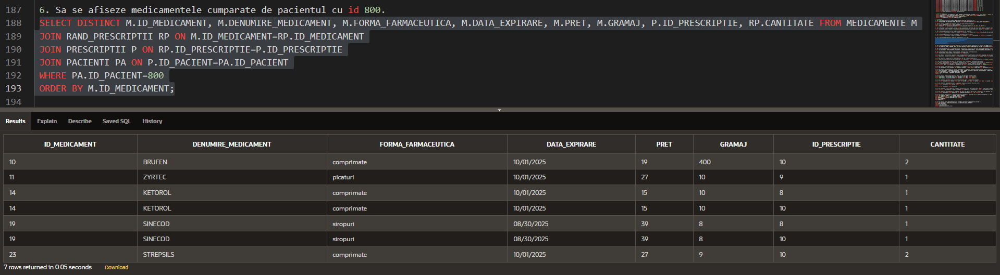 187 6. Sa se afiseze medicamentele cumparate de pacientul cu id 800.
188 SELECT DISTINCT M.ID_MEDICAMENT, M.DENUMIRE_MEDICAMENT, M.FORMA_FARMACEUTICA, M.DATA_EXPIRARE, M.PRET, M.GRAMAJ, P.ID_PRESCRIPTIE, RP.CANTITATE FROM MEDICAMENTE M
189 JOIN RAND_PRESCRIPTII RP ON M.ID_MEDICAMENT=RP.ID_MEDICAMENT
190 JOIN PRESCRIPTII P ON RP.ID_PRESCRIPTIE=P.ID_PRESCRIPTIE
191 JOIN PACIENTI PA ON P.ID_PACIENT=PA.ID_PACIENT
192 WHERE PA.ID_PACIENT=800
193 ORDER BY M.ID_MEDICAMENT;
194
Results Explain Describe Saved SQL History
ID_MEDICAMENT DENUMIRE_MEDICAMENT FORMA_FARMACEUTICA DATA_EXPIRARE PRET GRAMAJ ID_PRESCRIPTIE CANTITATE
10 BRUFEN comprimate 10/01/2025 19 400 10 2
11 ZYRTEC picaturi 10/01/2025 27 10 9 1
14 KETOROL comprimate 10/01/2025 15 10 8 1
14 KETOROL comprimate 10/01/2025 15 10 10 1
19 SINECOD siropuri 08/30/2025 39 8 8 1
19 SINECOD siropuri 08/30/2025 39 8 10 1
23 STREPSILS comprimate 10/01/2025 27 9 10 2
7 rows returned in 0.05 seconds Download